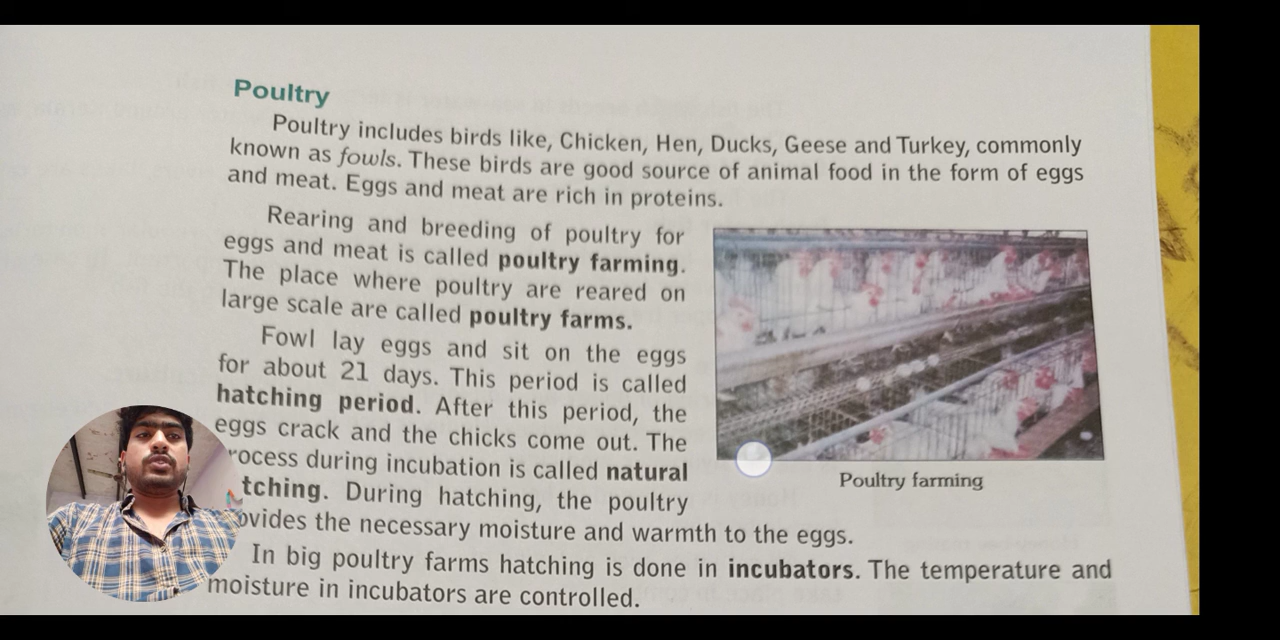 Poultry
Poultry includes birds like, Chicken, Hen, Ducks, Geese and Turkey, commonly
known as fowls. These birds are good source of animal food in the form of eggs
and meat. Eggs and meat are rich in proteins.
Rearing and breeding of poultry for
eggs and meat is called poultry farming.
The place where poultry are reared on
large scale are called poultry farms.
Fowl lay eggs and sit on the eggs
for about 21 days. This period is called
hatching period. After this period, the
eggs crack and the chicks come out. The
rocess during incubation is called natural
tching. During hatching, the poultry
ovides the necessary moisture and warmth to the eggs.
Poultry farming
In big poultry farms hatching is done in incubators. The temperature and
moisture in incubators are controlled.